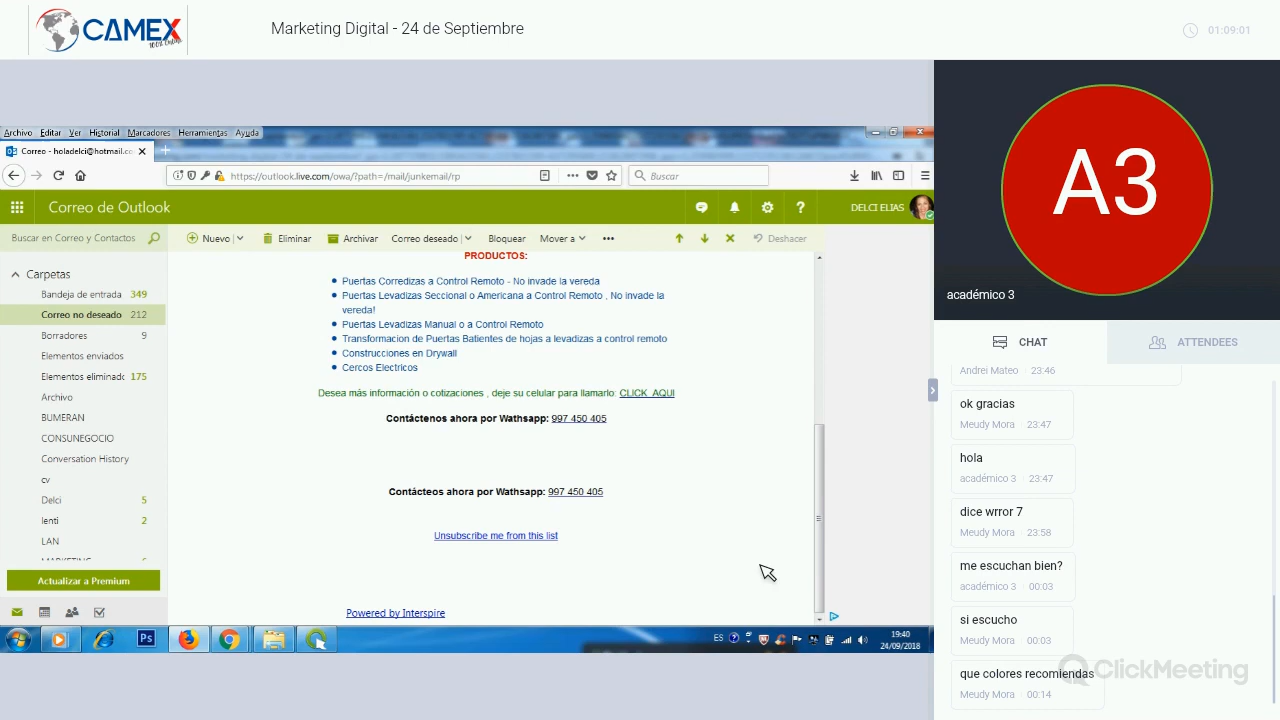 CAMEX
100% Online
Marketing Digital - 24 de Septiembre
01:09:01
Archivo Editar Ver Historial Marcadores Herramientas Ayuda
Correo - holadelci@hotmail.co
https://outlook.live.com/owa/?path=/mail/junkemail/rp
Buscar
Correo de Outlook
DELCI ELIAS
Buscar en Correo y Contactos
Nuevo Eliminar Archivar Correo deseado Bloquear Mover a ••• Deshacer
Carpetas
Bandeja de entrada 349
Correo no deseado 212
Borradores 9
Elementos enviados
Elementos eliminadc 175
Archivo
BUMERAN
CONSUNEGOCIO
Conversation History
cv
Delci 5
lenti 2
LAN
Actualizar a Premium
PRODUCTOS:
Puertas Corredizas a Control Remoto - No invade la vereda
Puertas Levadizas Seccional o Americana a Control Remoto , No invade la
vereda!
Puertas Levadizas Manual o a Control Remoto
Transformacion de Puertas Batientes de hojas a levadizas a control remoto
Construcciones en Drywall
Cercos Electricos
Desea más información o cotizaciones , deje su celular para llamarlo: CLICK AQUI
Contáctenos ahora por Wathsapp: 997 450 405
Contácteos ahora por Wathsapp: 997 450 405
Unsubscribe me from this list
Powered by Interspire
Ps
ES
19:40
24/09/2018
A3
académico 3
CHAT
ATTENDEES
Andrei Mateo · 23:46
ok gracias
Meudy Mora · 23:47
hola
académico 3 · 23:47
dice wrror 7
Meudy Mora · 23:58
me escuchan bien?
académico 3 · 00:03
si escucho
Meudy Mora · 00:03
que colores recomiendas
Meudy Mora · 00:14
ClickMeeting